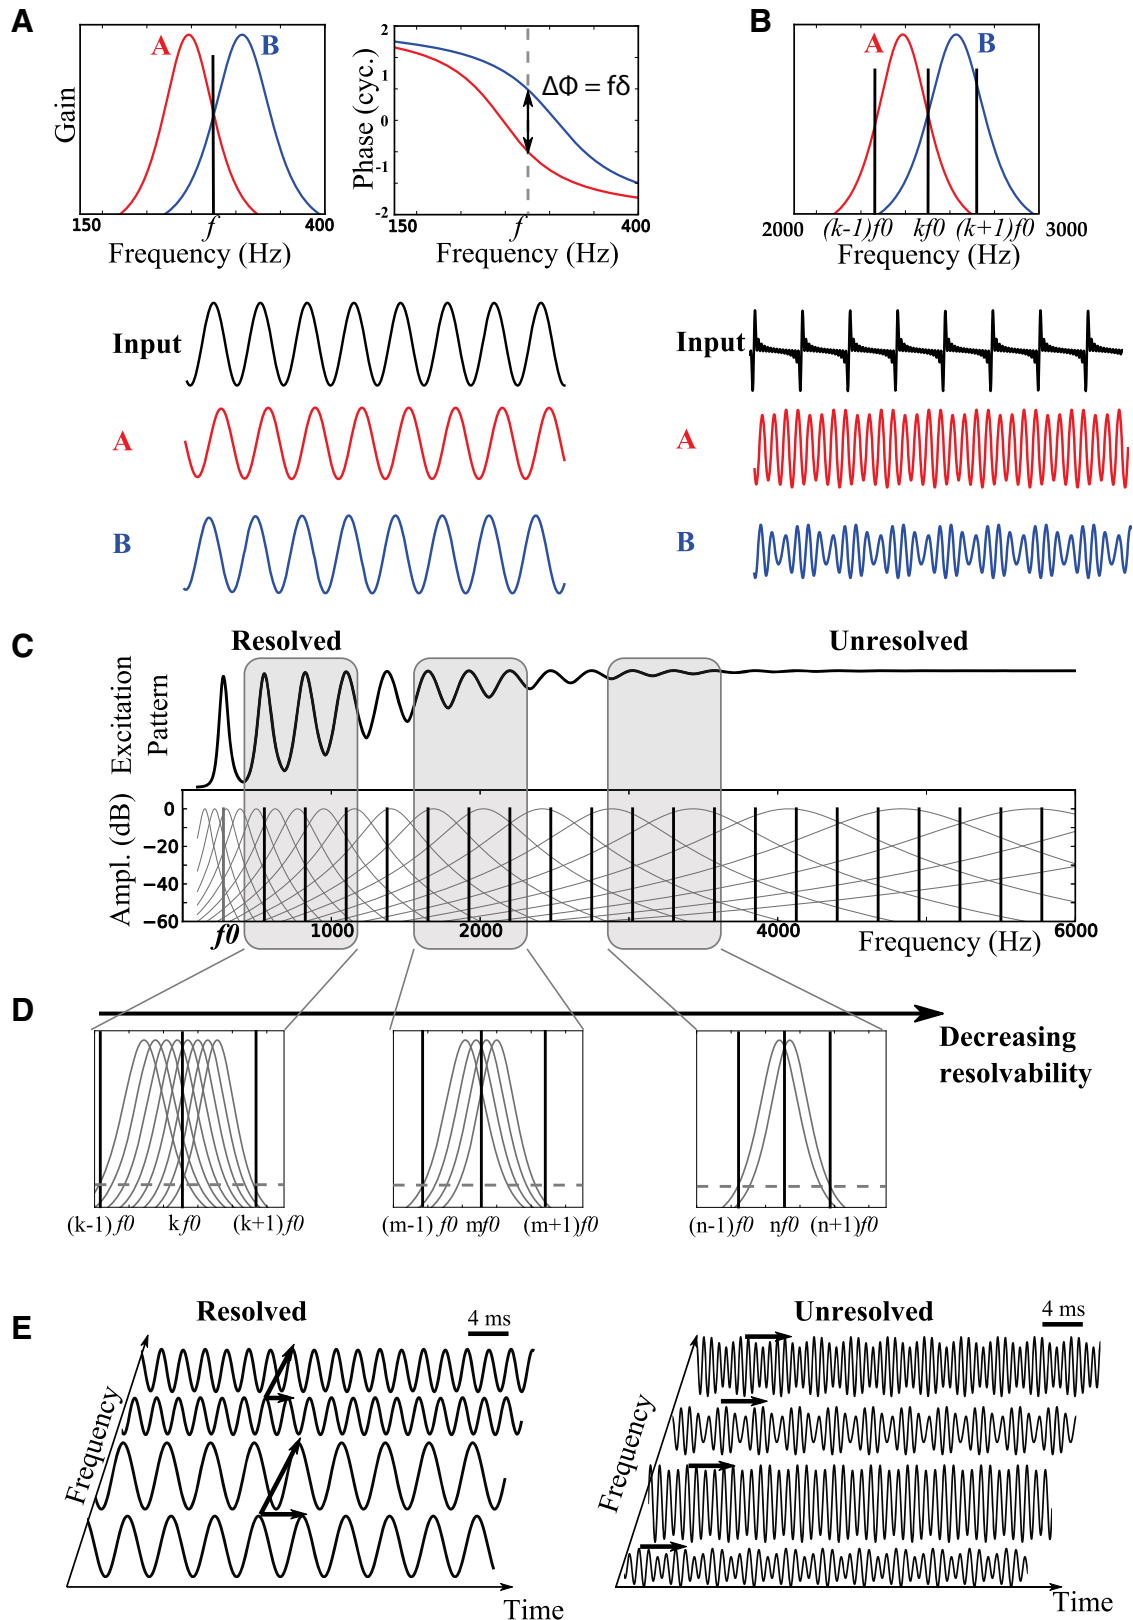 A
B
A
B
Gain
150
f
400
Frequency (Hz)
2
1
0
-1
-2
Phase (cyc.)
ΔΦ = fδ
150
f
400
Frequency (Hz)
A
B
2000
(k-1)f0
kf0
(k+1)f0
3000
Frequency (Hz)
Input
A
B
Input
A
B
C
Resolved
Unresolved
Excitation
Pattern
Ampl. (dB)
0
−20
−40
−60
f0
1000
2000
4000
6000
Frequency (Hz)
D
Decreasing
resolvability
(k-1)f0
kf0
(k+1)f0
(m-1) f0
mf0
(m+1)f0
(n-1)f0
nf0
(n+1)f0
E
Resolved
4 ms
Frequency
Time
Unresolved
4 ms
Frequency
Time